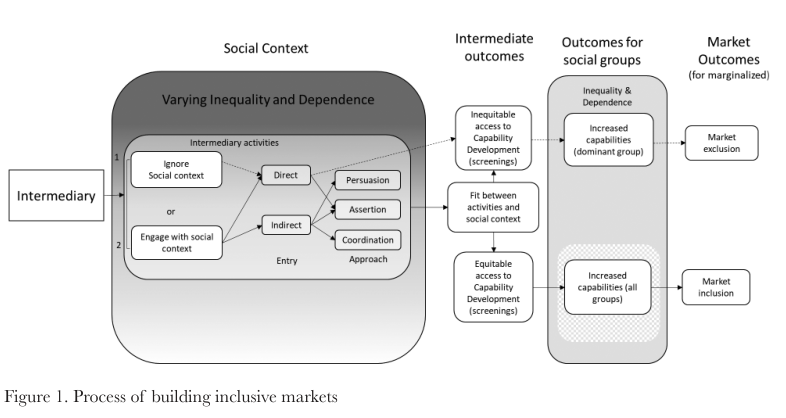 Social Context
Intermediate
outcomes
Outcomes for
social groups
Market
Outcomes
(for marginalized)
Varying Inequality and Dependence
Inequality &
Dependence
Intermediary activities
1
Ignore
Social context
or
2
Engage with social
context
Intermediary
Direct
Indirect
Entry
Persuasion
Assertion
Coordination
Approach
Inequitable
access to
Capability
Development
(screenings)
Fit between
activities and
social context
Equitable
access to
Capability
Development
(screenings)
Increased
capabilities
(dominant group)
Increased
capabilities (all
groups)
Market
exclusion
Market
inclusion
Figure 1. Process of building inclusive markets